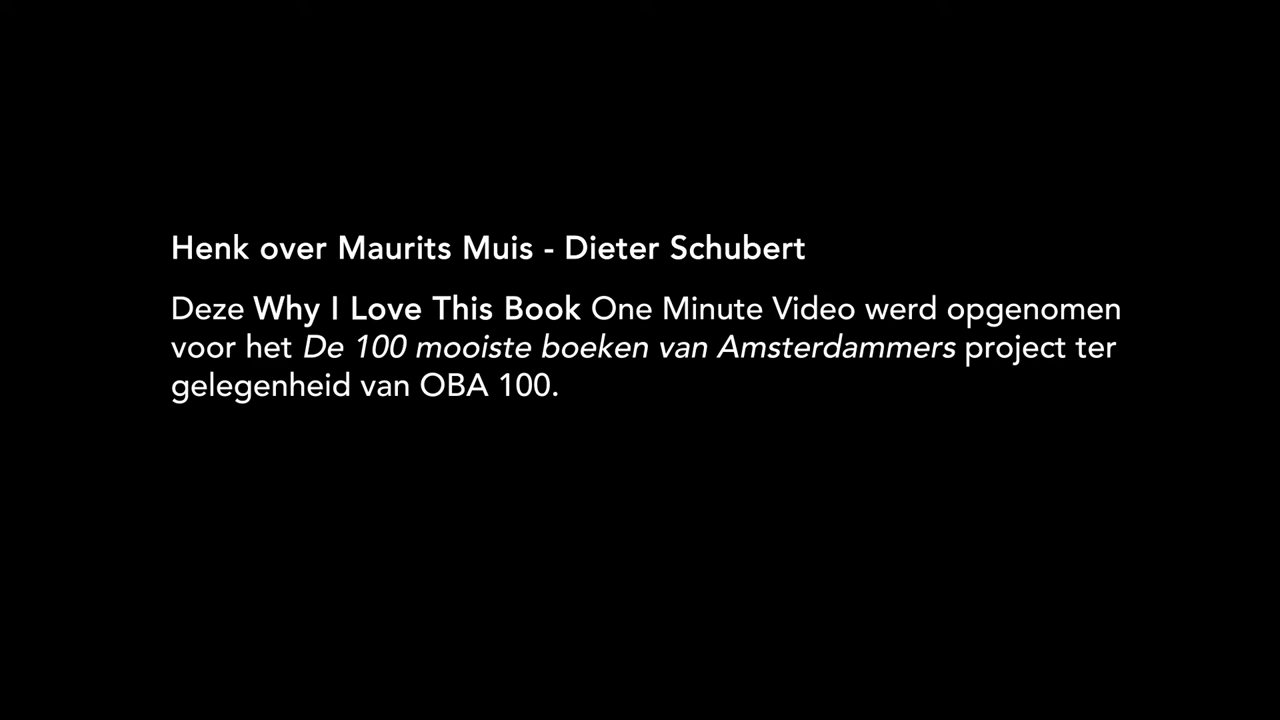 Henk over Maurits Muis - Dieter Schubert
Deze Why I Love This Book One Minute Video werd opgenomen
voor het De 100 mooiste boeken van Amsterdammers project ter
gelegenheid van OBA 100.